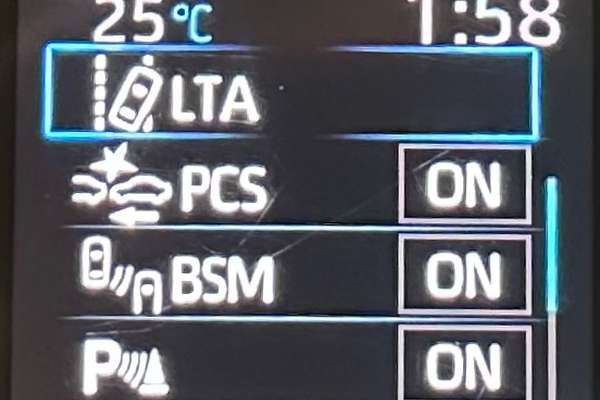 25°C 1:58
LTA
PCS ON
BSM ON
P ON